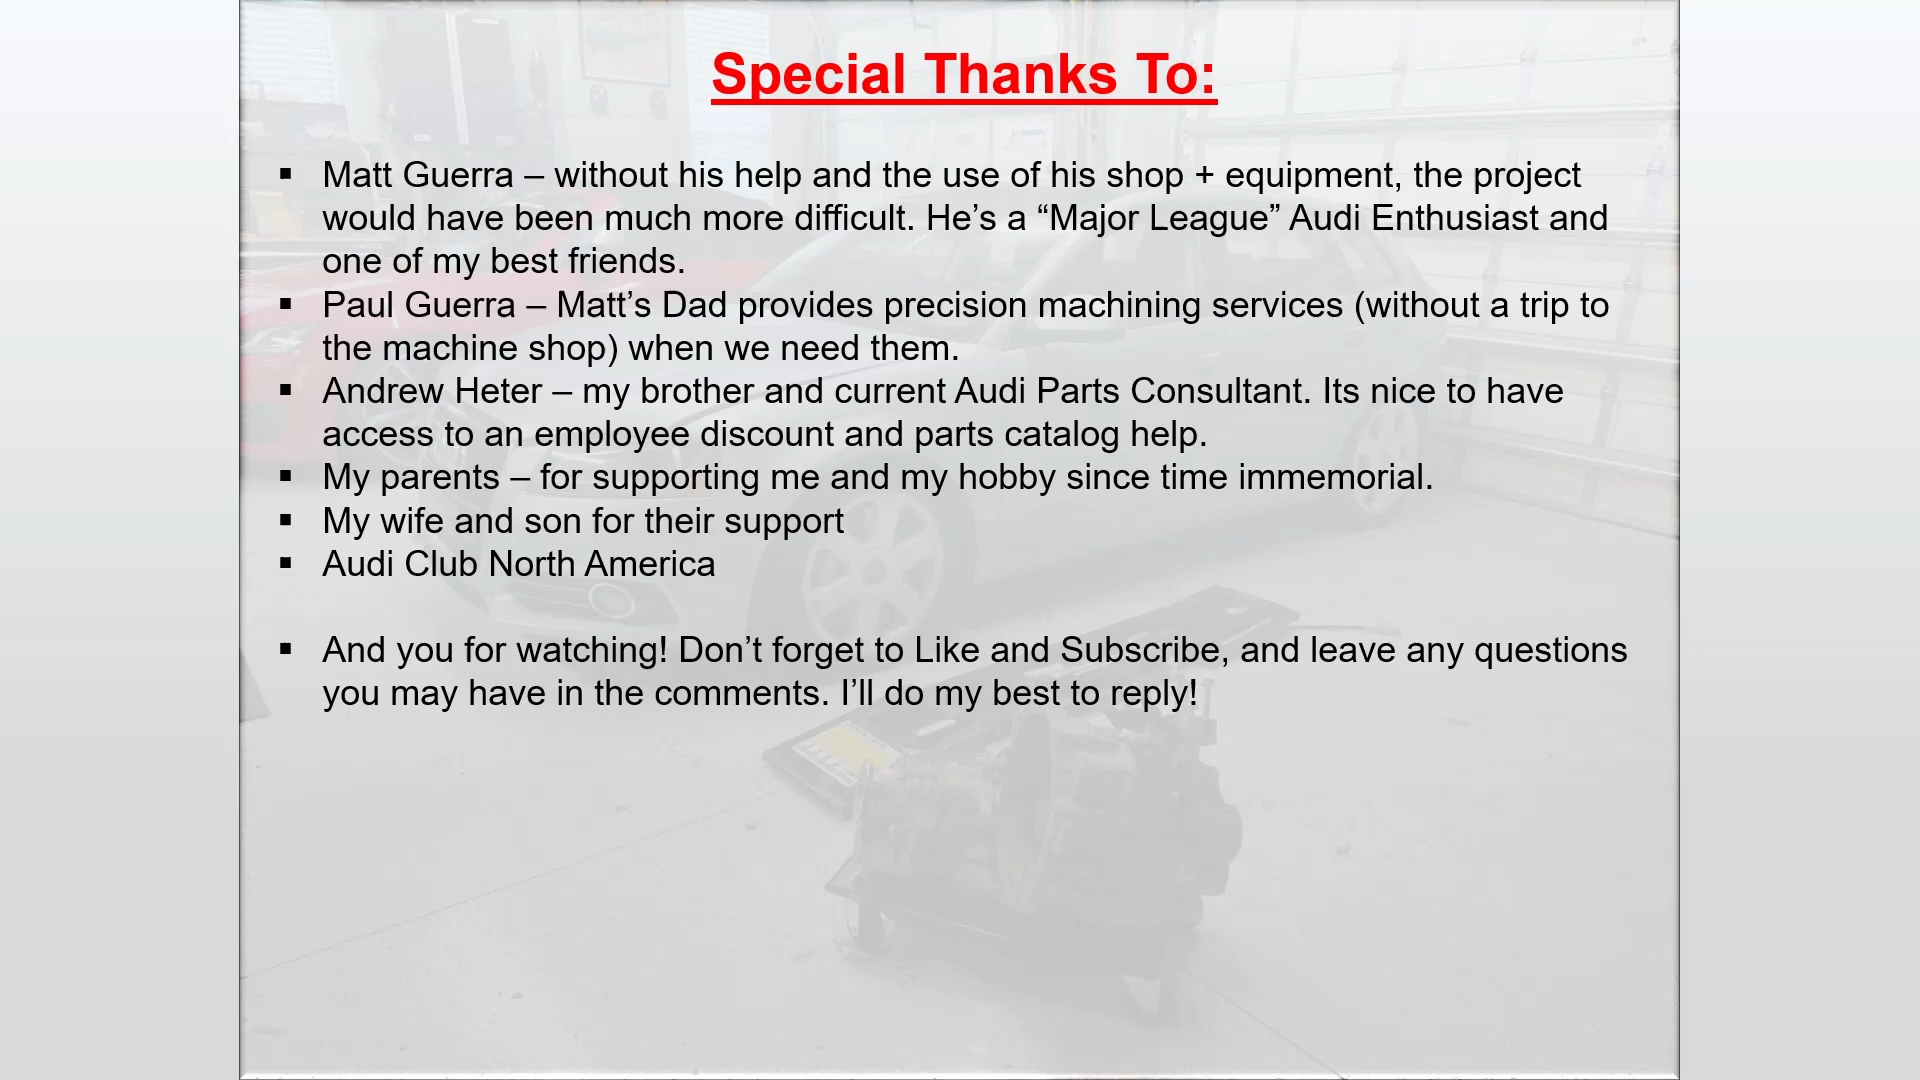 Special Thanks To:
▪ Matt Guerra – without his help and the use of his shop + equipment, the project
would have been much more difficult. He’s a “Major League” Audi Enthusiast and
one of my best friends.
▪ Paul Guerra – Matt’s Dad provides precision machining services (without a trip to
the machine shop) when we need them.
▪ Andrew Heter – my brother and current Audi Parts Consultant. Its nice to have
access to an employee discount and parts catalog help.
▪ My parents – for supporting me and my hobby since time immemorial.
▪ My wife and son for their support
▪ Audi Club North America
▪ And you for watching! Don’t forget to Like and Subscribe, and leave any questions
you may have in the comments. I’ll do my best to reply!